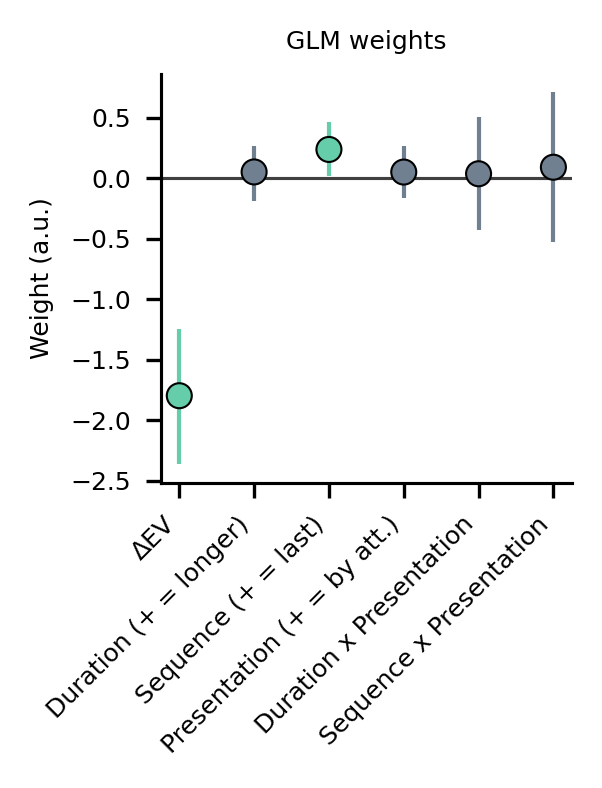 GLM weights
Weight (a.u.)
0.5
0.0
−0.5
−1.0
−1.5
−2.0
−2.5
ΔEV
Duration (+ = longer)
Sequence (+ = last)
Presentation (+ = by att.)
Duration x Presentation
Sequence x Presentation